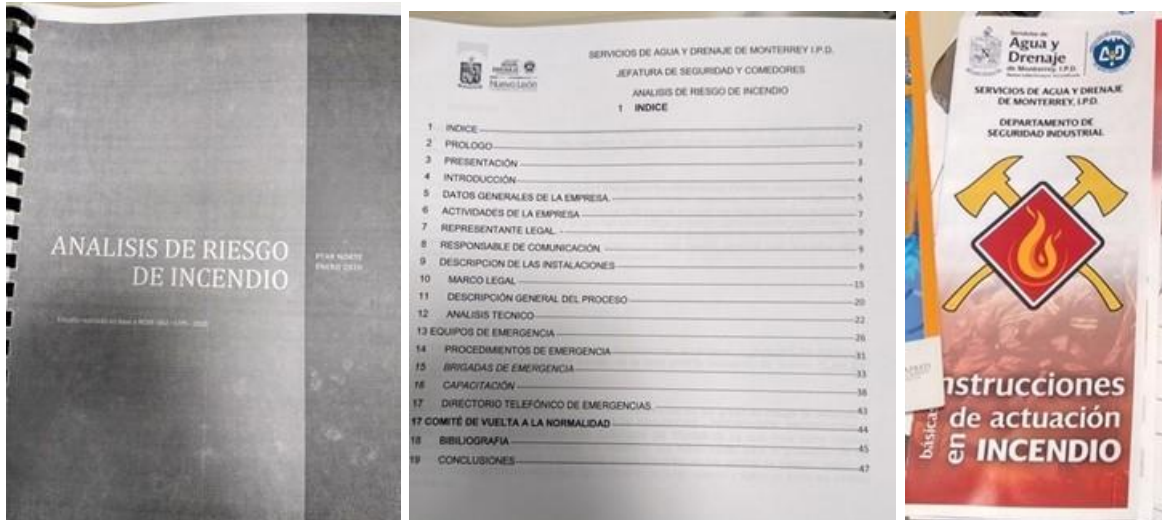 ANALISIS DE RIESGO
DE INCENDIO
PTAR NORTE
SERVICIOS DE AGUA Y DRENAJE DE MONTERREY I.P.D.
JEFATURA DE SEGURIDAD Y COMEDORES
ANALISIS DE RIESGO DE INCENDIO
1 INDICE
1 INDICE 2
2 PROLOGO 3
3 PRESENTACIÓN 3
4 INTRODUCCIÓN 4
5 DATOS GENERALES DE LA EMPRESA. 5
6 ACTIVIDADES DE LA EMPRESA 7
7 REPRESENTANTE LEGAL. 9
8 RESPONSABLE DE COMUNICACIÓN. 9
9 DESCRIPCION DE LAS INSTALACIONES 9
10 MARCO LEGAL 15
11 DESCRIPCIÓN GENERAL DEL PROCESO 20
12 ANALISIS TECNICO 22
13 EQUIPOS DE EMERGENCIA 26
14 PROCEDIMIENTOS DE EMERGENCIA 31
15 BRIGADAS DE EMERGENCIA 33
16 CAPACITACIÓN 38
17 DIRECTORIO TELEFÓNICO DE EMERGENCIAS 43
17 COMITÉ DE VUELTA A LA NORMALIDAD 44
18 BIBILIOGRAFIA 45
19 CONCLUSIONES 47
Servicios de
Agua y
Drenaje
de Monterrey, I.P.D.
SERVICIOS DE AGUA Y DRENAJE
DE MONTERREY, I.P.D.
DEPARTAMENTO DE
SEGURIDAD INDUSTRIAL
nstrucciones
básicas de actuación
en INCENDIO